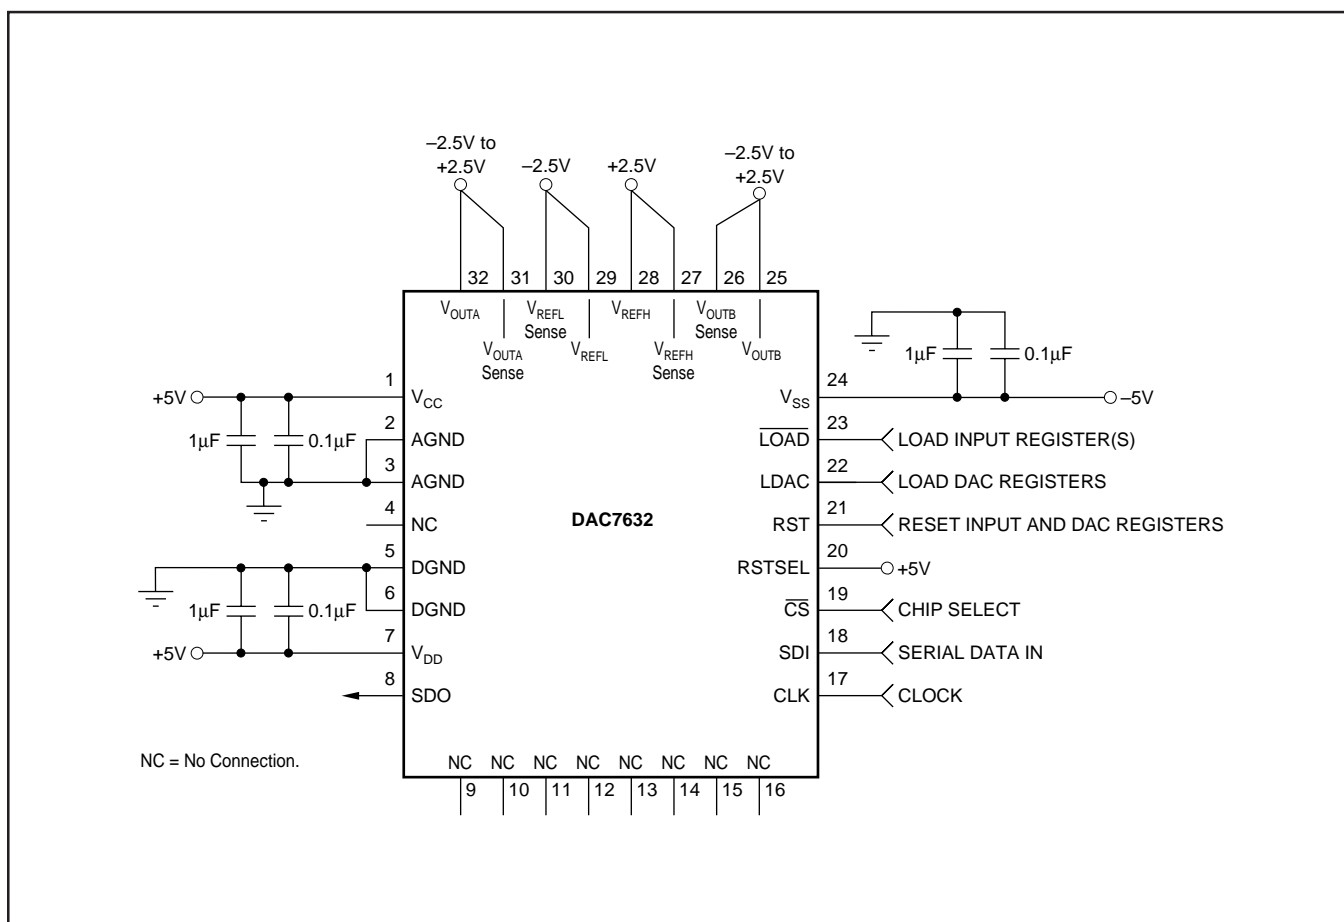 –2.5V to
+2.5V
–2.5V
+2.5V
–2.5V to
+2.5V
32
31
30
29
28
27
26
25
VOUTA
VOUTA
Sense
VREFL
Sense
VREFL
VREFH
VREFH
Sense
VOUTB
Sense
VOUTB
+5V
1µF
0.1µF
1
VCC
2
AGND
3
AGND
4
NC
5
DGND
6
DGND
1µF
0.1µF
+5V
7
VDD
8
SDO
DAC7632
1µF
0.1µF
VSS
24
–5V
LOAD
23
LOAD INPUT REGISTER(S)
LDAC
22
LOAD DAC REGISTERS
RST
21
RESET INPUT AND DAC REGISTERS
RSTSEL
20
+5V
CS
19
CHIP SELECT
SDI
18
SERIAL DATA IN
CLK
17
CLOCK
NC = No Connection.
NC NC NC NC NC NC NC NC
9 10 11 12 13 14 15 16